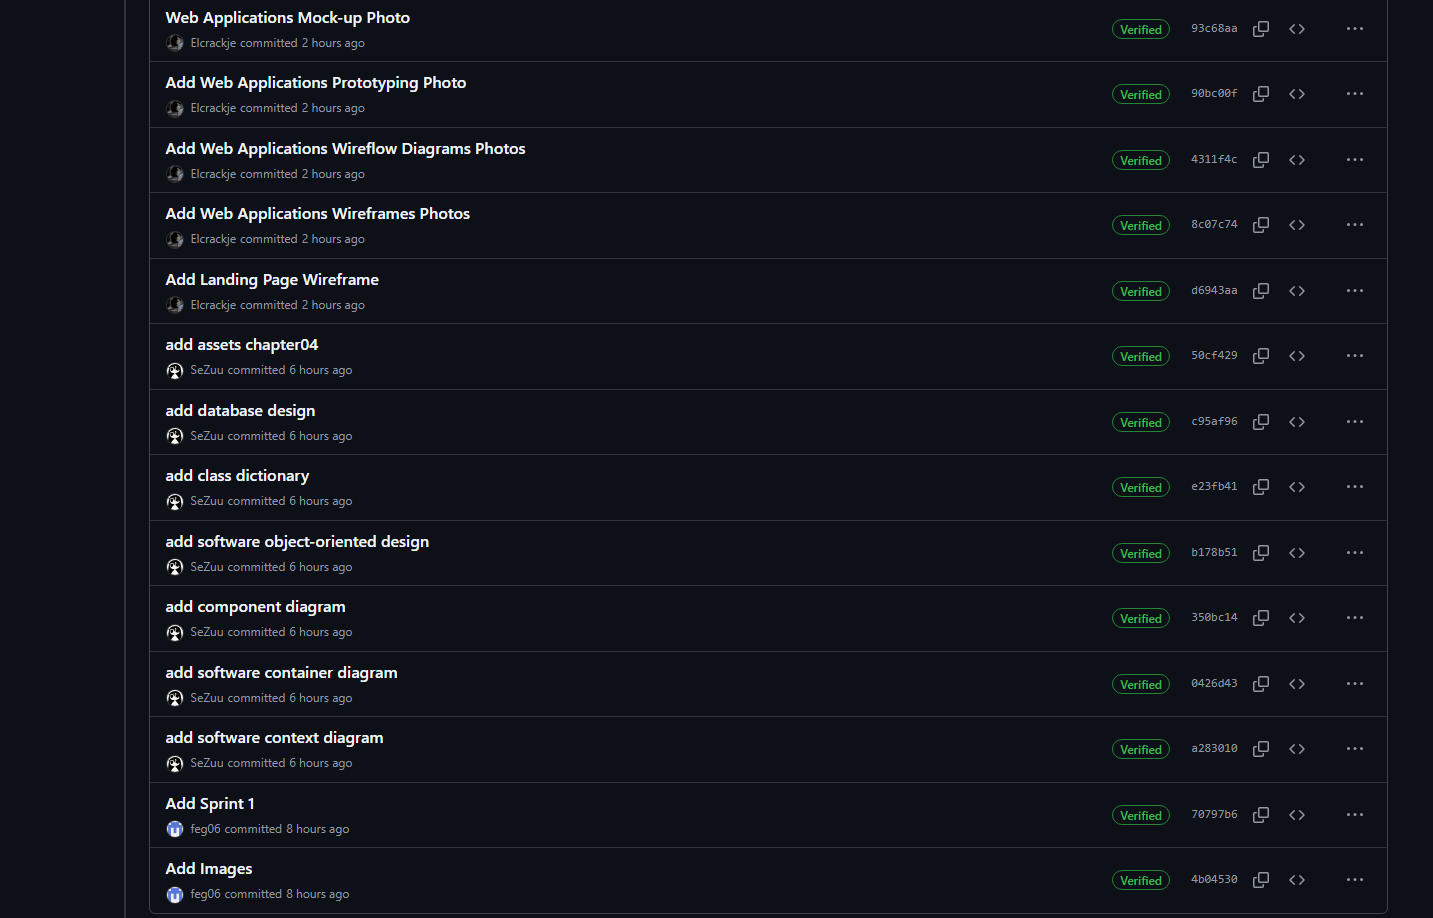 Web Applications Mock-up Photo
Elcrackje committed 2 hours ago
Verified 93c68aa
Add Web Applications Prototyping Photo
Elcrackje committed 2 hours ago
Verified 90bc00f
Add Web Applications Wireflow Diagrams Photos
Elcrackje committed 2 hours ago
Verified 4311f4c
Add Web Applications Wireframes Photos
Elcrackje committed 2 hours ago
Verified 8c07c74
Add Landing Page Wireframe
Elcrackje committed 2 hours ago
Verified d6943aa
add assets chapter04
SeZuu committed 6 hours ago
Verified 50cf429
add database design
SeZuu committed 6 hours ago
Verified c95af96
add class dictionary
SeZuu committed 6 hours ago
Verified e23fb41
add software object-oriented design
SeZuu committed 6 hours ago
Verified b178b51
add component diagram
SeZuu committed 6 hours ago
Verified 350bc14
add software container diagram
SeZuu committed 6 hours ago
Verified 0426d43
add software context diagram
SeZuu committed 6 hours ago
Verified a283010
Add Sprint 1
feg06 committed 8 hours ago
Verified 70797b6
Add Images
feg06 committed 8 hours ago
Verified 4b04530